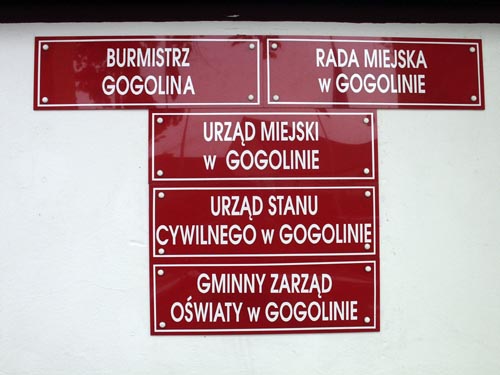 BURMISTRZ
GOGOLINA
RADA MIEJSKA
w GOGOLINIE
URZĄD MIEJSKI
w GOGOLINIE
URZĄD STANU
CYWILNEGO w GOGOLINIE
GMINNY ZARZĄD
OŚWIATY w GOGOLINIE